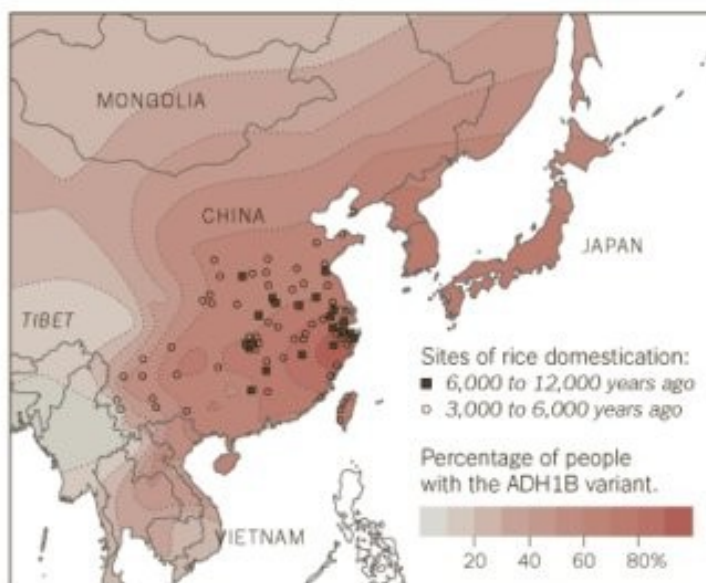 MONGOLIA
CHINA
JAPAN
TIBET
Sites of rice domestication:
6,000 to 12,000 years ago
3,000 to 6,000 years ago
Percentage of people
with the ADH1B variant.
VIETNAM
20 40 60 80%